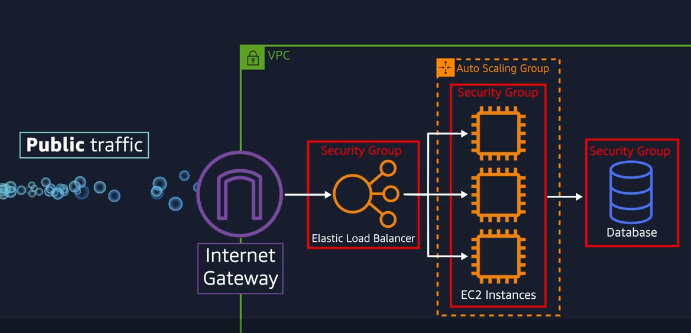 VPC
Auto Scaling Group
Security Group
Public traffic
Security Group
Security Group
Elastic Load Balancer
Database
Internet
Gateway
EC2 Instances